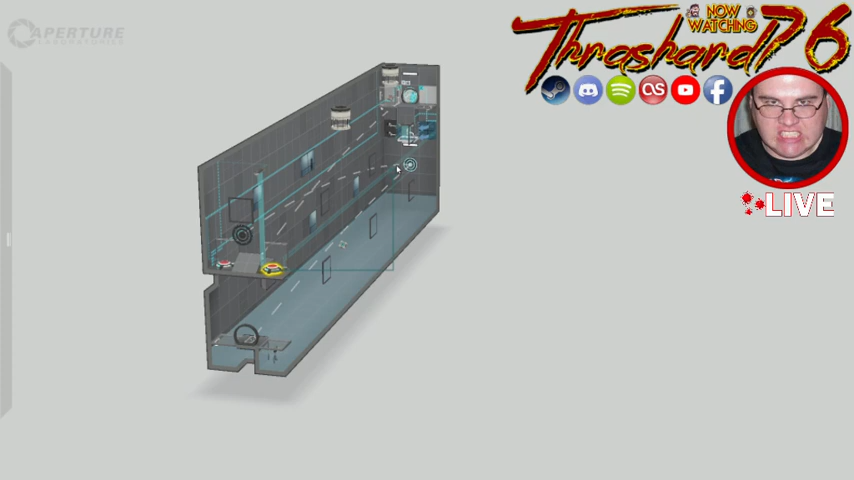 APERTURE
LABORATORIES
NOW
WATCHING
Thrashard76
LIVE